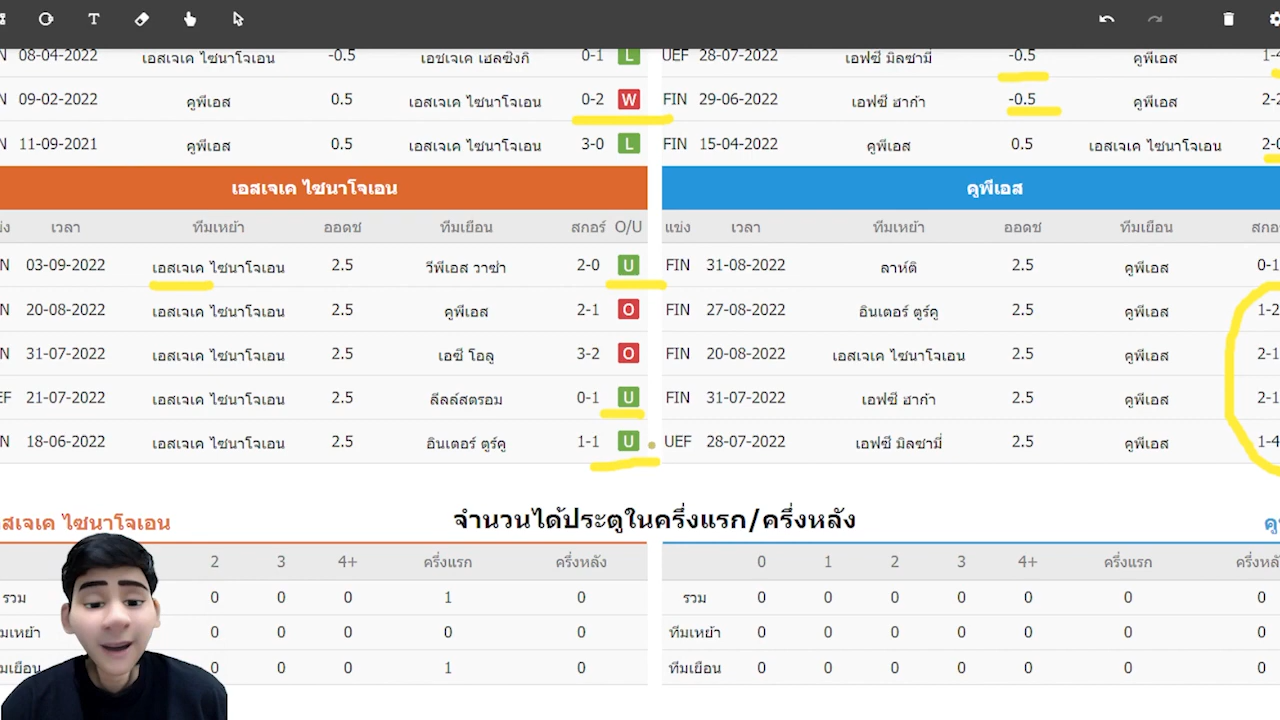 08-04-2022 เอสเจเค ไซนาโจเอน -0.5 เอชเจเค เฮลซิงกิ 0-1 L UEF 28-07-2022 เอฟซี มิลซามี่ -0.5 คูพีเอส
09-02-2022 คูพีเอส 0.5 เอสเจเค ไซนาโจเอน 0-2 W FIN 29-06-2022 เอฟซี ฮาก้า -0.5 คูพีเอส 2-2
11-09-2021 คูพีเอส 0.5 เอสเจเค ไซนาโจเอน 3-0 L FIN 15-04-2022 คูพีเอส 0.5 เอสเจเค ไซนาโจเอน 2-0
เอสเจเค ไซนาโจเอน คูพีเอส
เวลา ทีมเหย้า ออดซ ทีมเยือน สกอร์ O/U แข่ง เวลา ทีมเหย้า ออดซ ทีมเยือน
03-09-2022 เอสเจเค ไซนาโจเอน 2.5 วีพีเอส วาซ่า 2-0 U FIN 31-08-2022 ลาห์ติ 2.5 คูพีเอส 0-1
20-08-2022 เอสเจเค ไซนาโจเอน 2.5 คูพีเอส 2-1 O FIN 27-08-2022 อินเตอร์ ตูร์คู 2.5 คูพีเอส 1-2
31-07-2022 เอสเจเค ไซนาโจเอน 2.5 เอซี โอลู 3-2 O FIN 20-08-2022 เอสเจเค ไซนาโจเอน 2.5 คูพีเอส 2-1
21-07-2022 เอสเจเค ไซนาโจเอน 2.5 ลีลล์สตรอม 0-1 U FIN 31-07-2022 เอฟซี ฮาก้า 2.5 คูพีเอส 2-1
18-06-2022 เอสเจเค ไซนาโจเอน 2.5 อินเตอร์ ตูร์คู 1-1 U UEF 28-07-2022 เอฟซี มิลซามี่ 2.5 คูพีเอส 1-4
ไซนาโจเอน จำนวนได้ประตูในครึ่งแรก/ครึ่งหลัง
2 3 4+ ครึ่งแรก ครึ่งหลัง 0 1 2 3 4+ ครึ่งแรก
รวม 0 0 0 1 0 รวม 0 0 0 0 0 0 0
0 0 0 0 0 ทีมเหย้า 0 0 0 0 0 0 0
0 0 0 1 0 ทีมเยือน 0 0 0 0 0 0 0